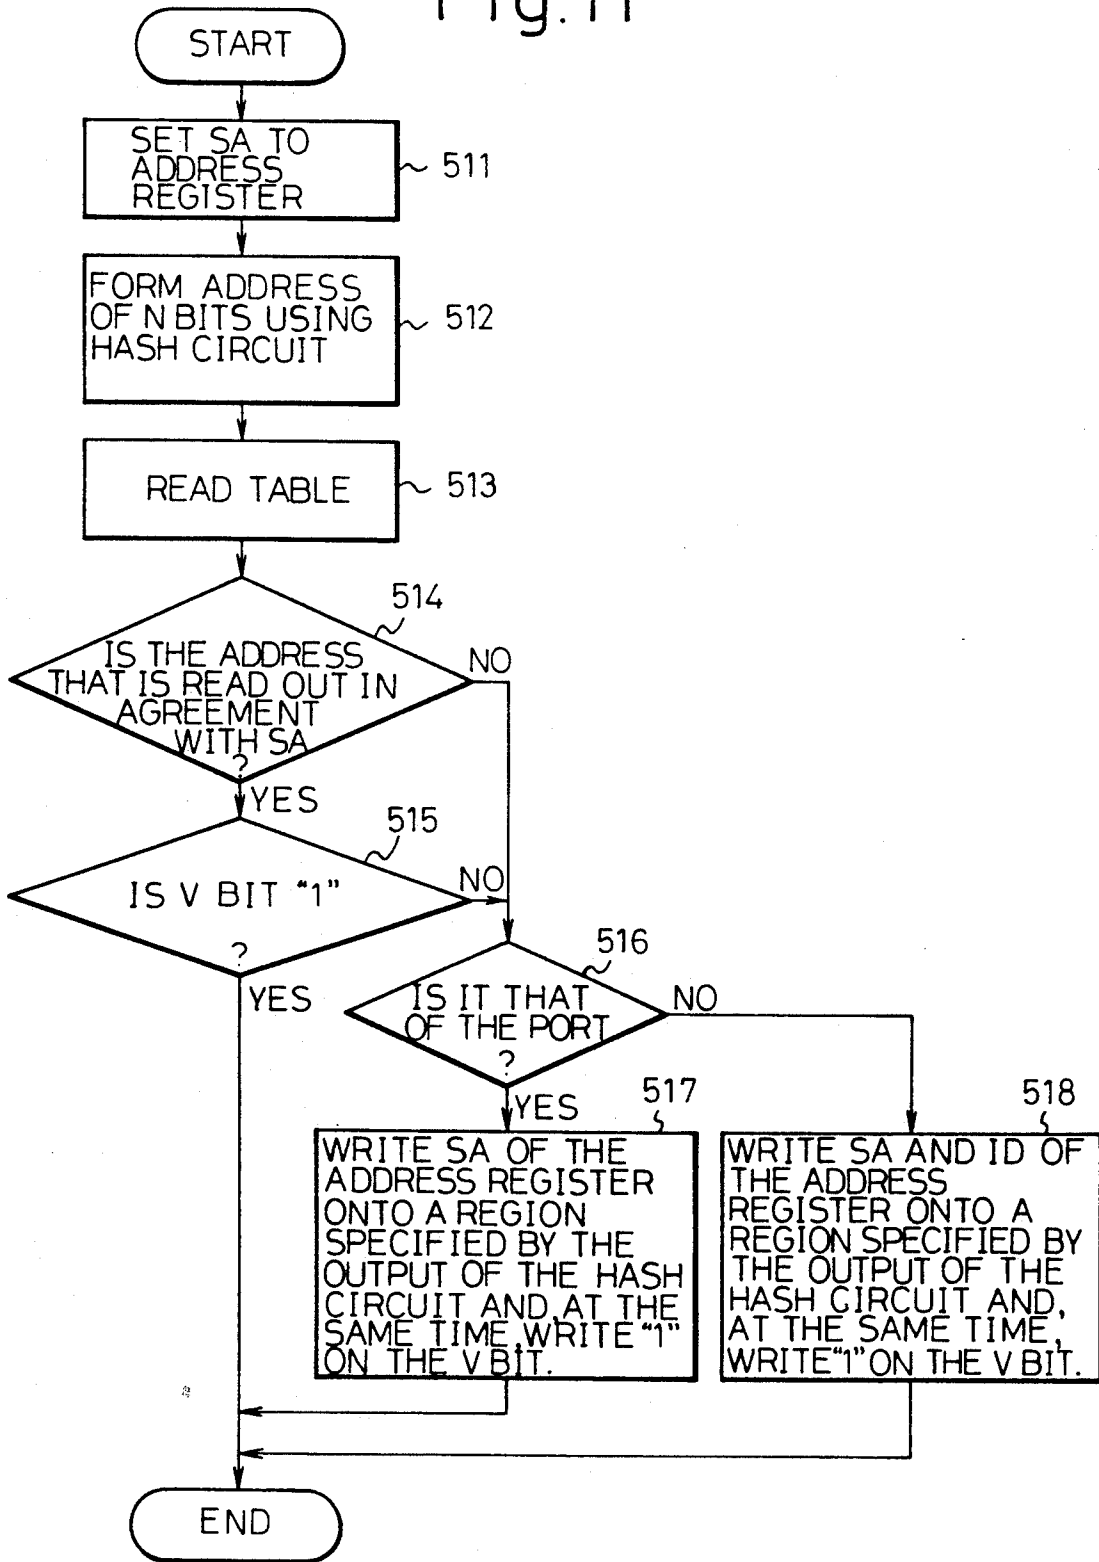 Fig. 11
START
SET SA TO
ADDRESS
REGISTER
511
FORM ADDRESS
OF N BITS USING
HASH CIRCUIT
512
READ TABLE
513
514
IS THE ADDRESS
THAT IS READ OUT IN
AGREEMENT
WITH SA
?
NO
YES
515
IS V BIT "1"
?
NO
YES
516
IS IT THAT
OF THE PORT
?
NO
YES
517
WRITE SA OF THE
ADDRESS REGISTER
ONTO A REGION
SPECIFIED BY THE
OUTPUT OF THE HASH
CIRCUIT AND, AT THE
SAME TIME, WRITE "1"
ON THE V BIT.
518
WRITE SA AND ID OF
THE ADDRESS
REGISTER ONTO A
REGION SPECIFIED BY
THE OUTPUT OF THE
HASH CIRCUIT AND,
AT THE SAME TIME,
WRITE "1" ON THE V BIT.
END